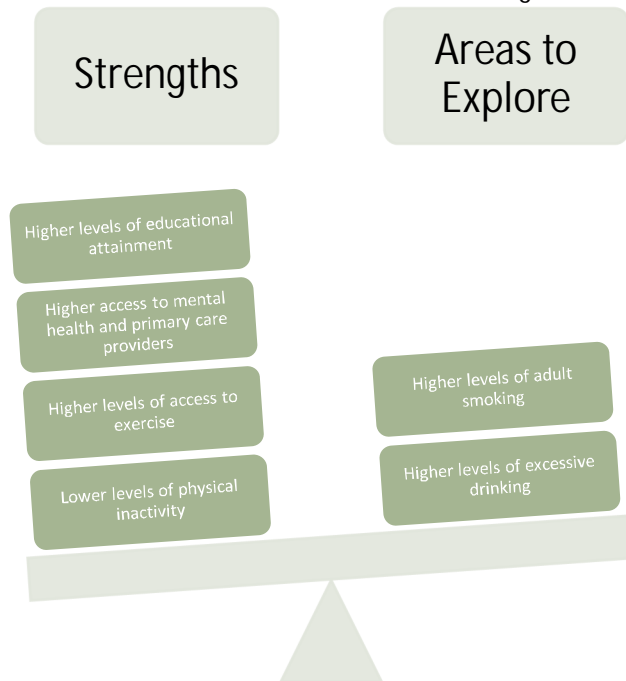 Strengths
Areas to
Explore
Higher levels of educational
attainment
Higher access to mental
health and primary care
providers
Higher levels of access to
exercise
Lower levels of physical
inactivity
Higher levels of adult
smoking
Higher levels of excessive
drinking